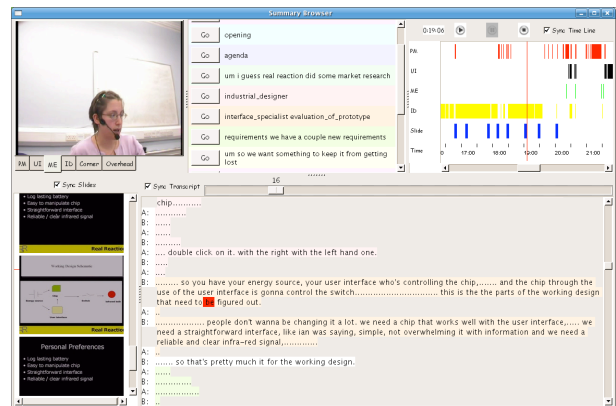 Summary Browser
Go opening
Go agenda
Go um i guess real reaction did some market research
Go industrial_designer
Go interface_specialist evaluation_of_prototype
Go requirements we have a couple new requirements
Go um so we want something to keep it from getting
lost
PM UI ME ID Corner Overhead
0:19:06 Sync Time Line
PM
UI
ME
ID
Slide
Time 0 17:00 18:00 19:00 20:00 21:00
Sync Slides
Sync Transcript
16
• Log lasting battery
• Easy to manipulate chip
• Straightforward interface
• Reliable / clear infrared signal
Real Reaction
Personal Preferences
• Log lasting battery
• Easy to manipulate chip
• Straightforward interface
• Reliable / clear infrared signal
chip...........
A: ............
B: ......
A: ......
B: ..........
A: .... double click on it. with the right with the left hand one.
B: ....
A: ....
B: ......... so you have your energy source, your user interface who's controlling the chip,....... and the chip through the
use of the user interface is gonna control the switch............................ this is the the parts of the working design
that need to be figured out.
A: ..
B: ................... people don't wanna be changing it a lot. we need a chip that works well with the user interface,..... we
need a straightforward interface, like ian was saying, simple, not overwhelming it with information and we need a
reliable and clear infra-red signal,.............
A: ..
B: ....... so that's pretty much it for the working design.
A: ...........
B: ............
A: .................
B: ..